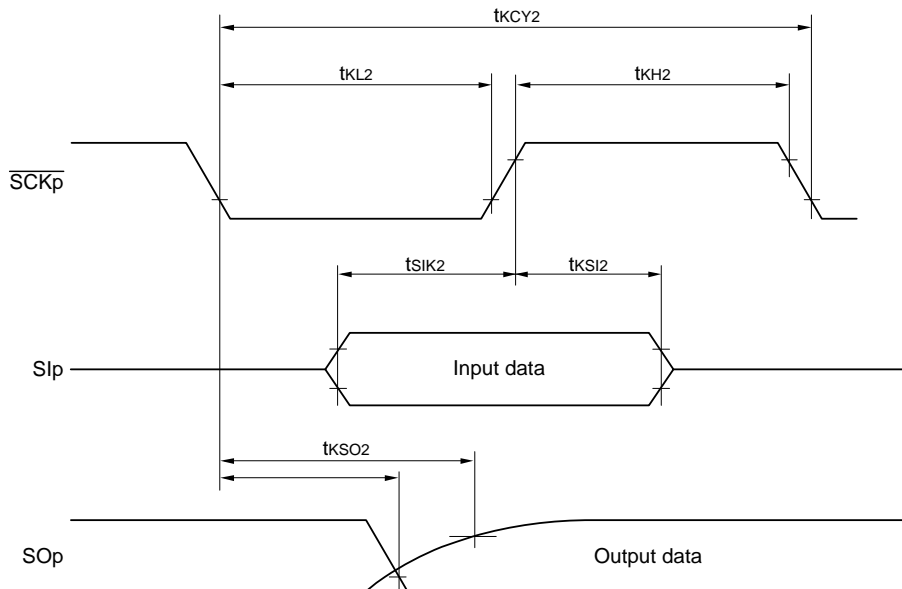 tKCY2
tKL2
tKH2
SCKp
tSIK2
tKSI2
SIp
Input data
tKSO2
SOp
Output data